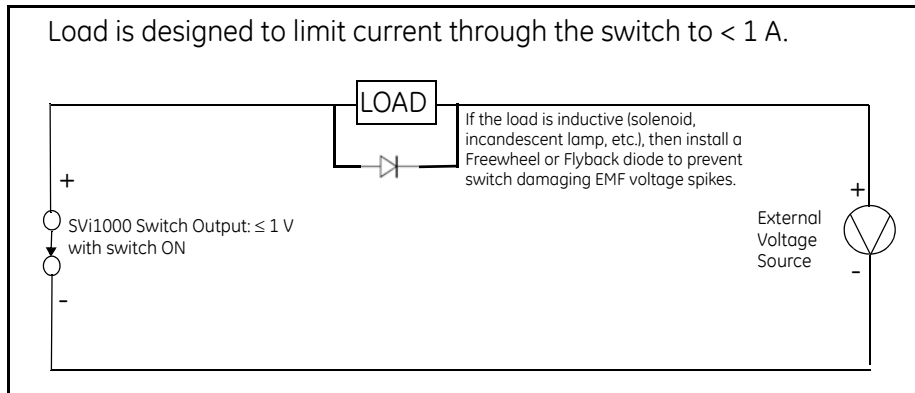 Load is designed to limit current through the switch to < 1 A.
LOAD
If the load is inductive (solenoid,
incandescent lamp, etc.), then install a
Freewheel or Flyback diode to prevent
switch damaging EMF voltage spikes.
+
SVi1000 Switch Output: ≤ 1 V
with switch ON
-
+
External
Voltage
Source
-